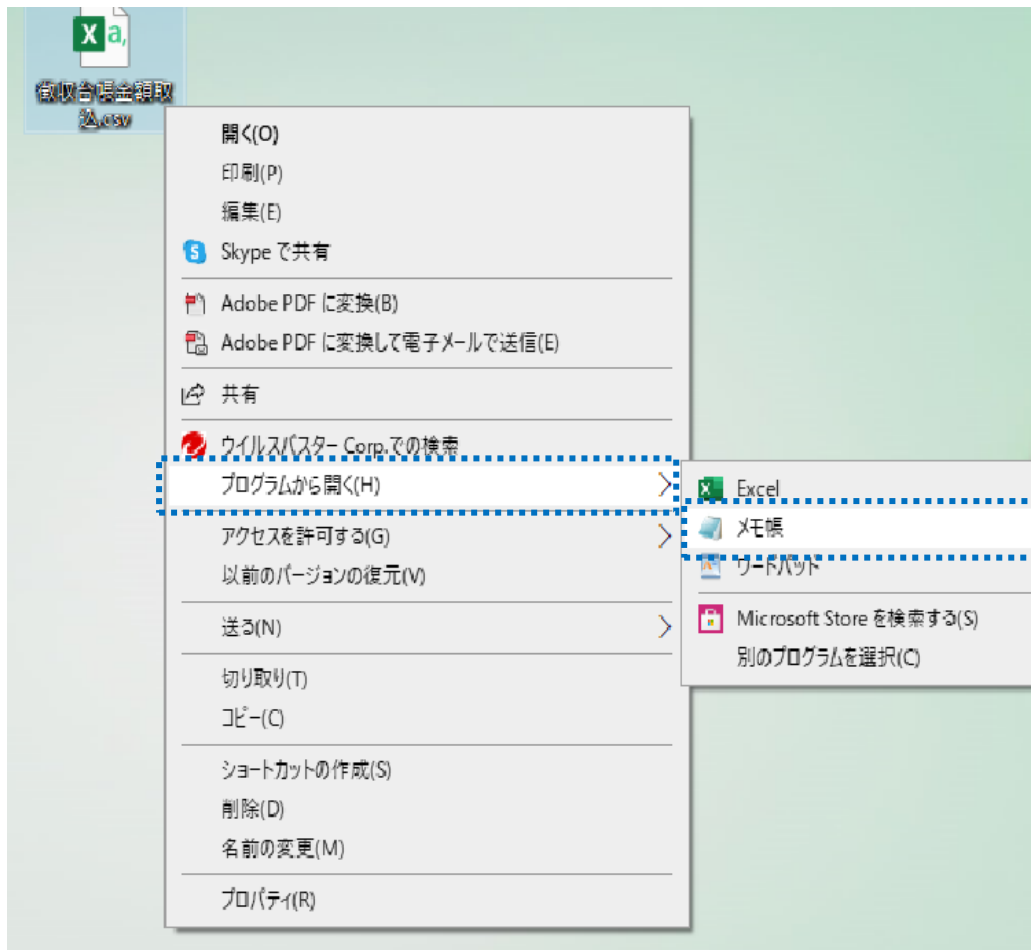 徴収台帳金額取
込.csv
開く(O)
印刷(P)
編集(E)
Skype で共有
Adobe PDF に変換(B)
Adobe PDF に変換して電子メールで送信(E)
共有
ウイルスバスター Corp.での検索
プログラムから開く(H)
アクセスを許可する(G)
以前のバージョンの復元(V)
送る(N)
切り取り(T)
コピー(C)
ショートカットの作成(S)
削除(D)
名前の変更(M)
プロパティ(R)
Excel
メモ帳
ワードパッド
Microsoft Store を検索する(S)
別のプログラムを選択(C)